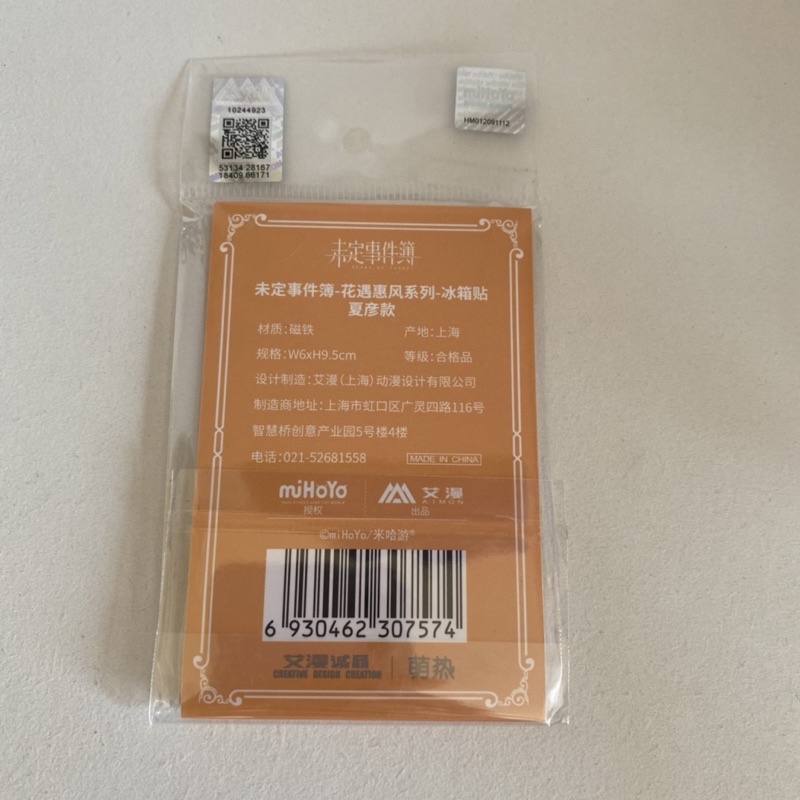 10244923
53134 28167
18409 66171
HM012091112
未定事件簿
未定事件簿-花遇惠风系列-冰箱贴
夏彦款
材质:磁铁 产地:上海
规格:W6xH9.5cm 等级:合格品
设计制造:艾漫(上海)动漫设计有限公司
制造商地址:上海市虹口区广灵四路116号
智慧桥创意产业园5号楼4楼
电话:021-52681558 MADE IN CHINA
miHoYo 艾漫
AIMON
授权 出品
©miHoYo/米哈游®
6 930462 307574
艾漫诚品 萌热
CREATIVE DESIGN CREATION